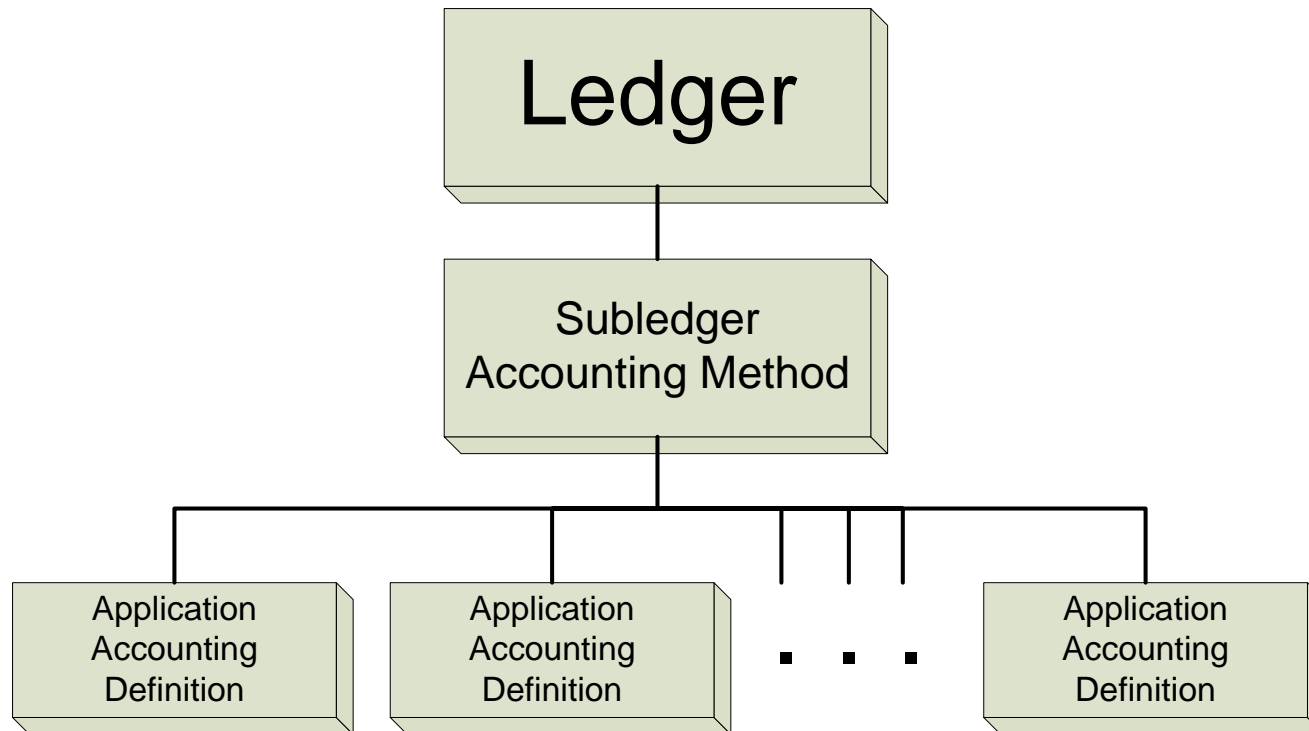 Ledger
Subledger
Accounting Method
Application
Accounting
Definition
Application
Accounting
Definition
. . .
Application
Accounting
Definition